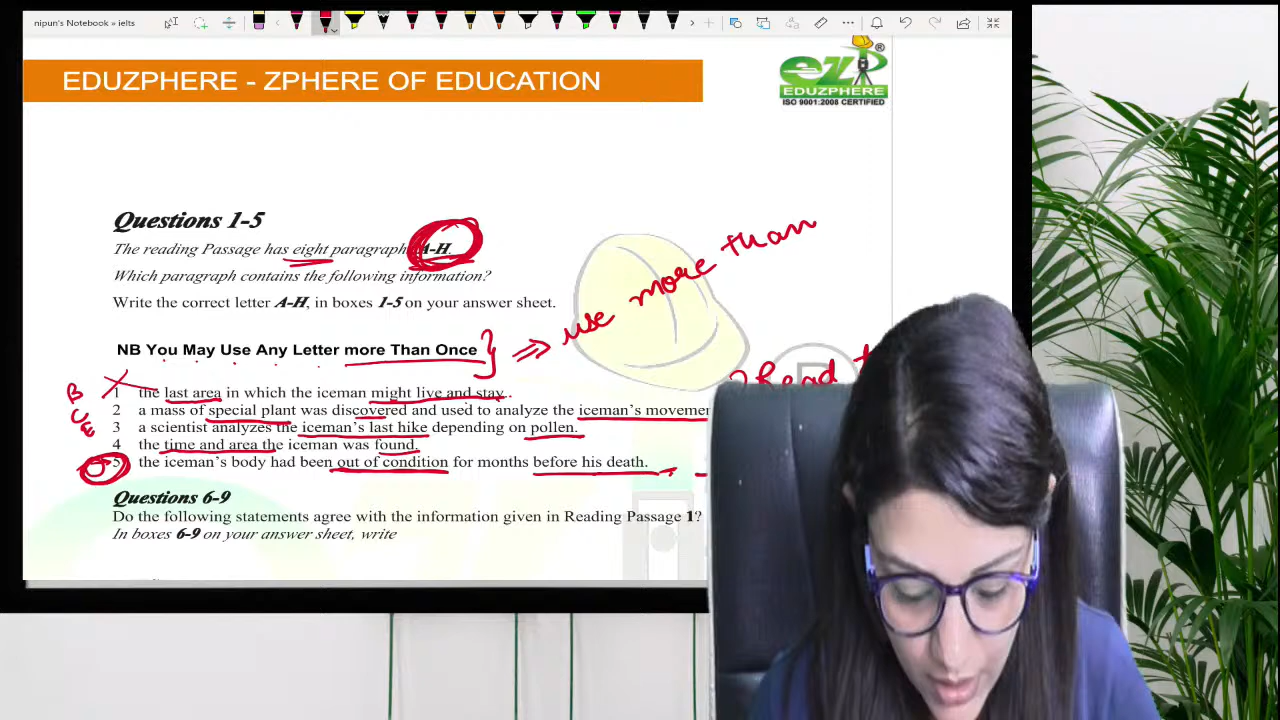 nipun's Notebook » ielts
EDUZPHERE - ZPHERE OF EDUCATION
ez
®
EDUZPHERE
ISO 9001:2008 CERTIFIED
Questions 1-5
The reading Passage has eight paragraph A-H.
Which paragraph contains the following information?
Write the correct letter A-H, in boxes 1-5 on your answer sheet.
use more than
NB You May Use Any Letter more Than Once
Read
B
1 the last area in which the iceman might live and stay.
C
2 a mass of special plant was discovered and used to analyze the iceman's movemen
E
3 a scientist analyzes the iceman's last hike depending on pollen.
4 the time and area the iceman was found.
5 the iceman's body had been out of condition for months before his death.
Questions 6-9
Do the following statements agree with the information given in Reading Passage 1?
In boxes 6-9 on your answer sheet, write